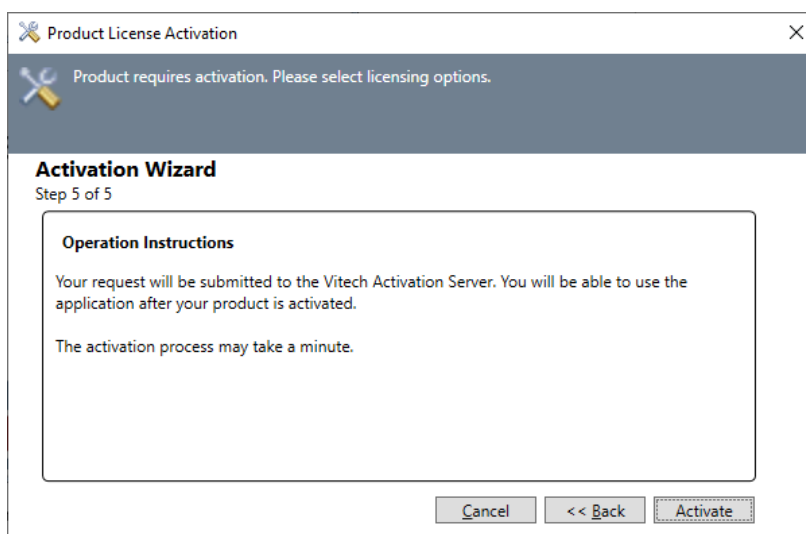 Product License Activation
Product requires activation. Please select licensing options.
Activation Wizard
Step 5 of 5
Operation Instructions
Your request will be submitted to the Vitech Activation Server. You will be able to use the
application after your product is activated.
The activation process may take a minute.
Cancel
<< Back
Activate